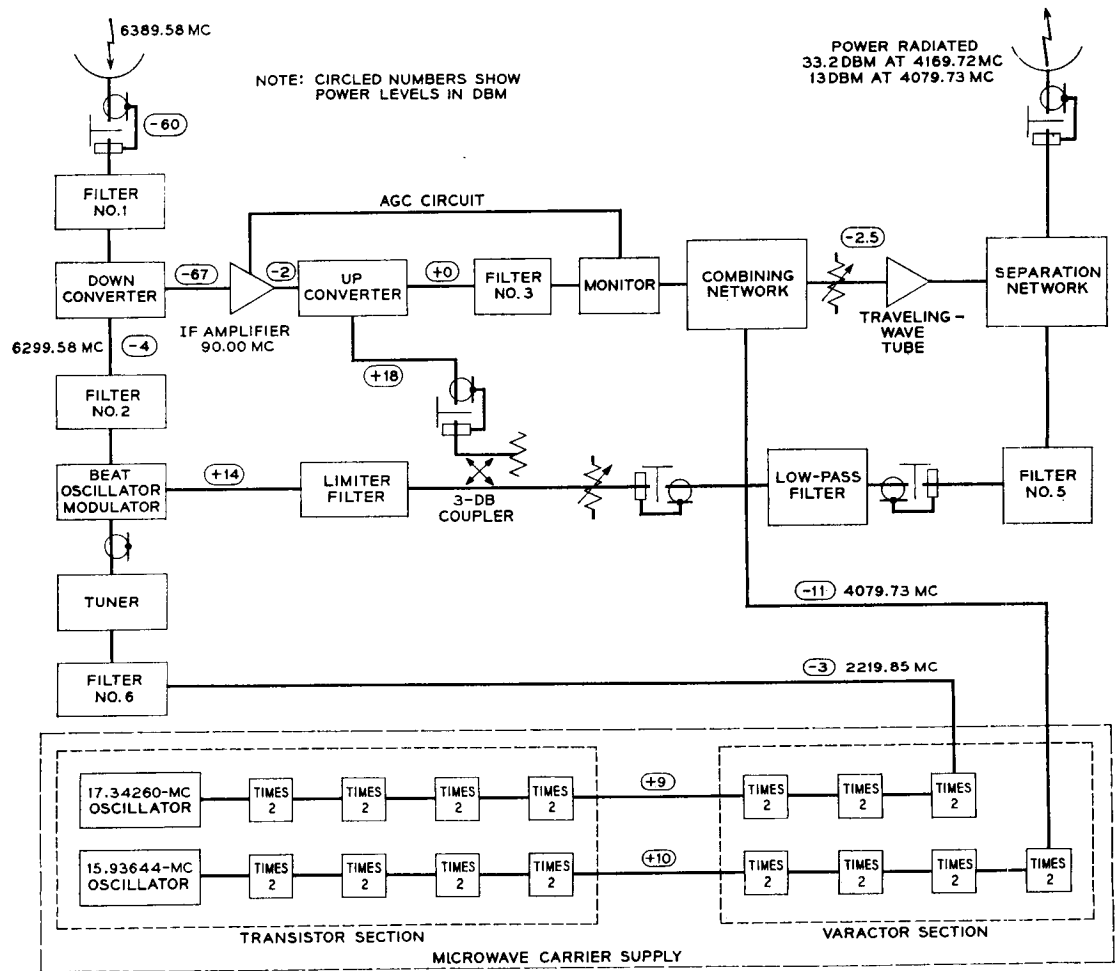 6389.58 MC
NOTE: CIRCLED NUMBERS SHOW
POWER LEVELS IN DBM
POWER RADIATED
33.2 DBM AT 4169.72 MC
13 DBM AT 4079.73 MC
-60
FILTER
NO. 1
AGC CIRCUIT
DOWN
CONVERTER
-67
-2
UP
CONVERTER
+0
FILTER
NO. 3
MONITOR
COMBINING
NETWORK
-2.5
SEPARATION
NETWORK
IF AMPLIFIER
90.00 MC
TRAVELING-
WAVE
TUBE
6299.58 MC
-4
+18
FILTER
NO. 2
BEAT
OSCILLATOR
MODULATOR
+14
LIMITER
FILTER
3-DB
COUPLER
LOW-PASS
FILTER
FILTER
NO. 5
TUNER
-11
4079.73 MC
FILTER
NO. 6
-3
2219.85 MC
17.34260-MC
OSCILLATOR
TIMES
2
TIMES
2
TIMES
2
TIMES
2
+9
TIMES
2
TIMES
2
TIMES
2
15.93644-MC
OSCILLATOR
TIMES
2
TIMES
2
TIMES
2
TIMES
2
+10
TIMES
2
TIMES
2
TIMES
2
TIMES
2
TRANSISTOR SECTION
VARACTOR SECTION
MICROWAVE CARRIER SUPPLY